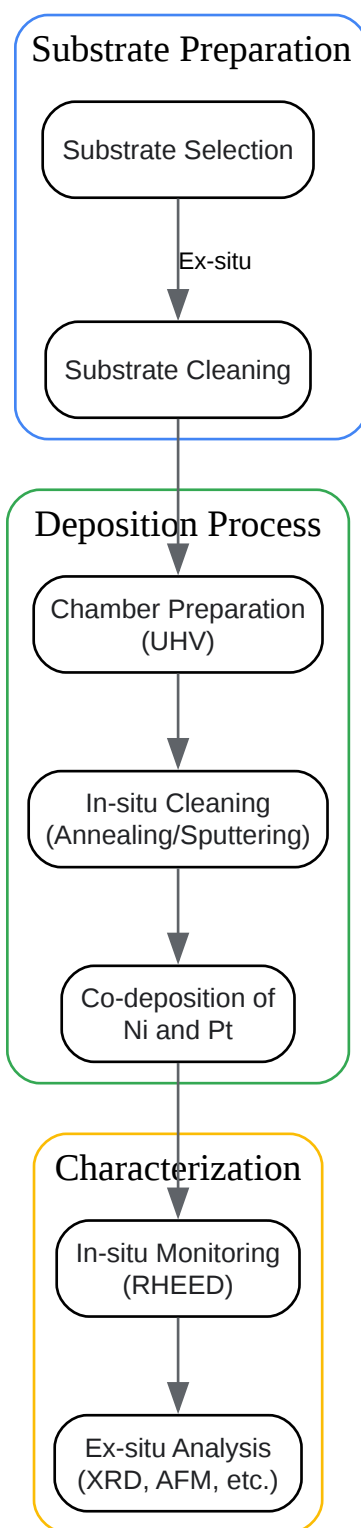 Substrate Preparation
Substrate Selection
Ex-situ
Substrate Cleaning
Deposition Process
Chamber Preparation
(UHV)
In-situ Cleaning
(Annealing/Sputtering)
Co-deposition of
Ni and Pt
Characterization
In-situ Monitoring
(RHEED)
Ex-situ Analysis
(XRD, AFM, etc.)